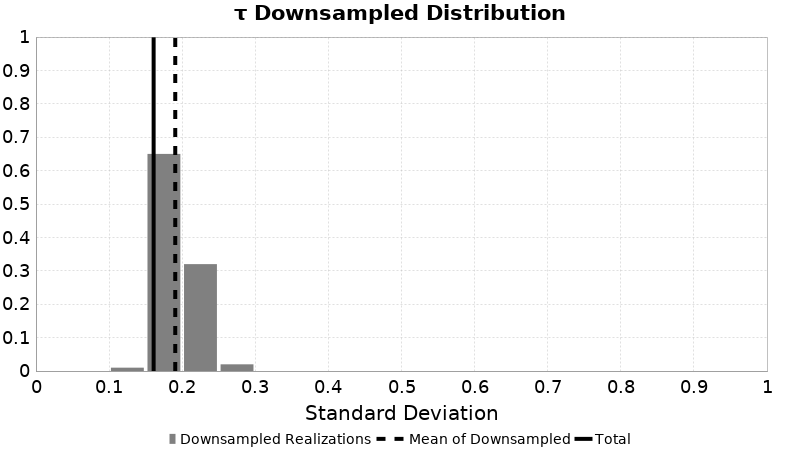 τ Downsampled Distribution
1
0.9
0.8
0.7
0.6
0.5
0.4
0.3
0.2
0.1
0
0 0.1 0.2 0.3 0.4 0.5 0.6 0.7 0.8 0.9 1
Standard Deviation
Downsampled Realizations Mean of Downsampled Total